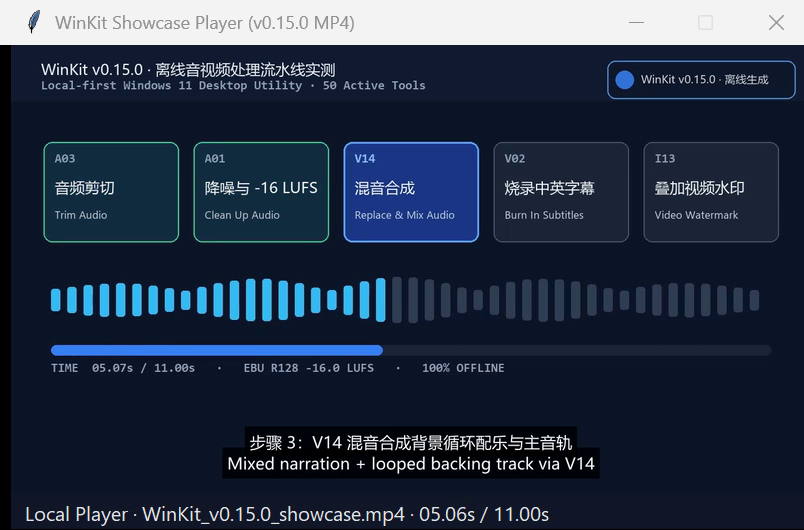 WinKit Showcase Player (v0.15.0 MP4)
WinKit v0.15.0 · 离线音视频处理流水线实测
Local-first Windows 11 Desktop Utility · 50 Active Tools
WinKit v0.15.0 · 离线生成
A03
音频剪切
Trim Audio
A01
降噪与 -16 LUFS
Clean Up Audio
V14
混音合成
Replace & Mix Audio
V02
烧录中英字幕
Burn In Subtitles
I13
叠加视频水印
Video Watermark
TIME 05.07s / 11.00s · EBU R128 -16.0 LUFS · 100% OFFLINE
步骤 3：V14 混音合成背景循环配乐与主音轨
Mixed narration + looped backing track via V14
Local Player · WinKit_v0.15.0_showcase.mp4 · 05.06s / 11.00s